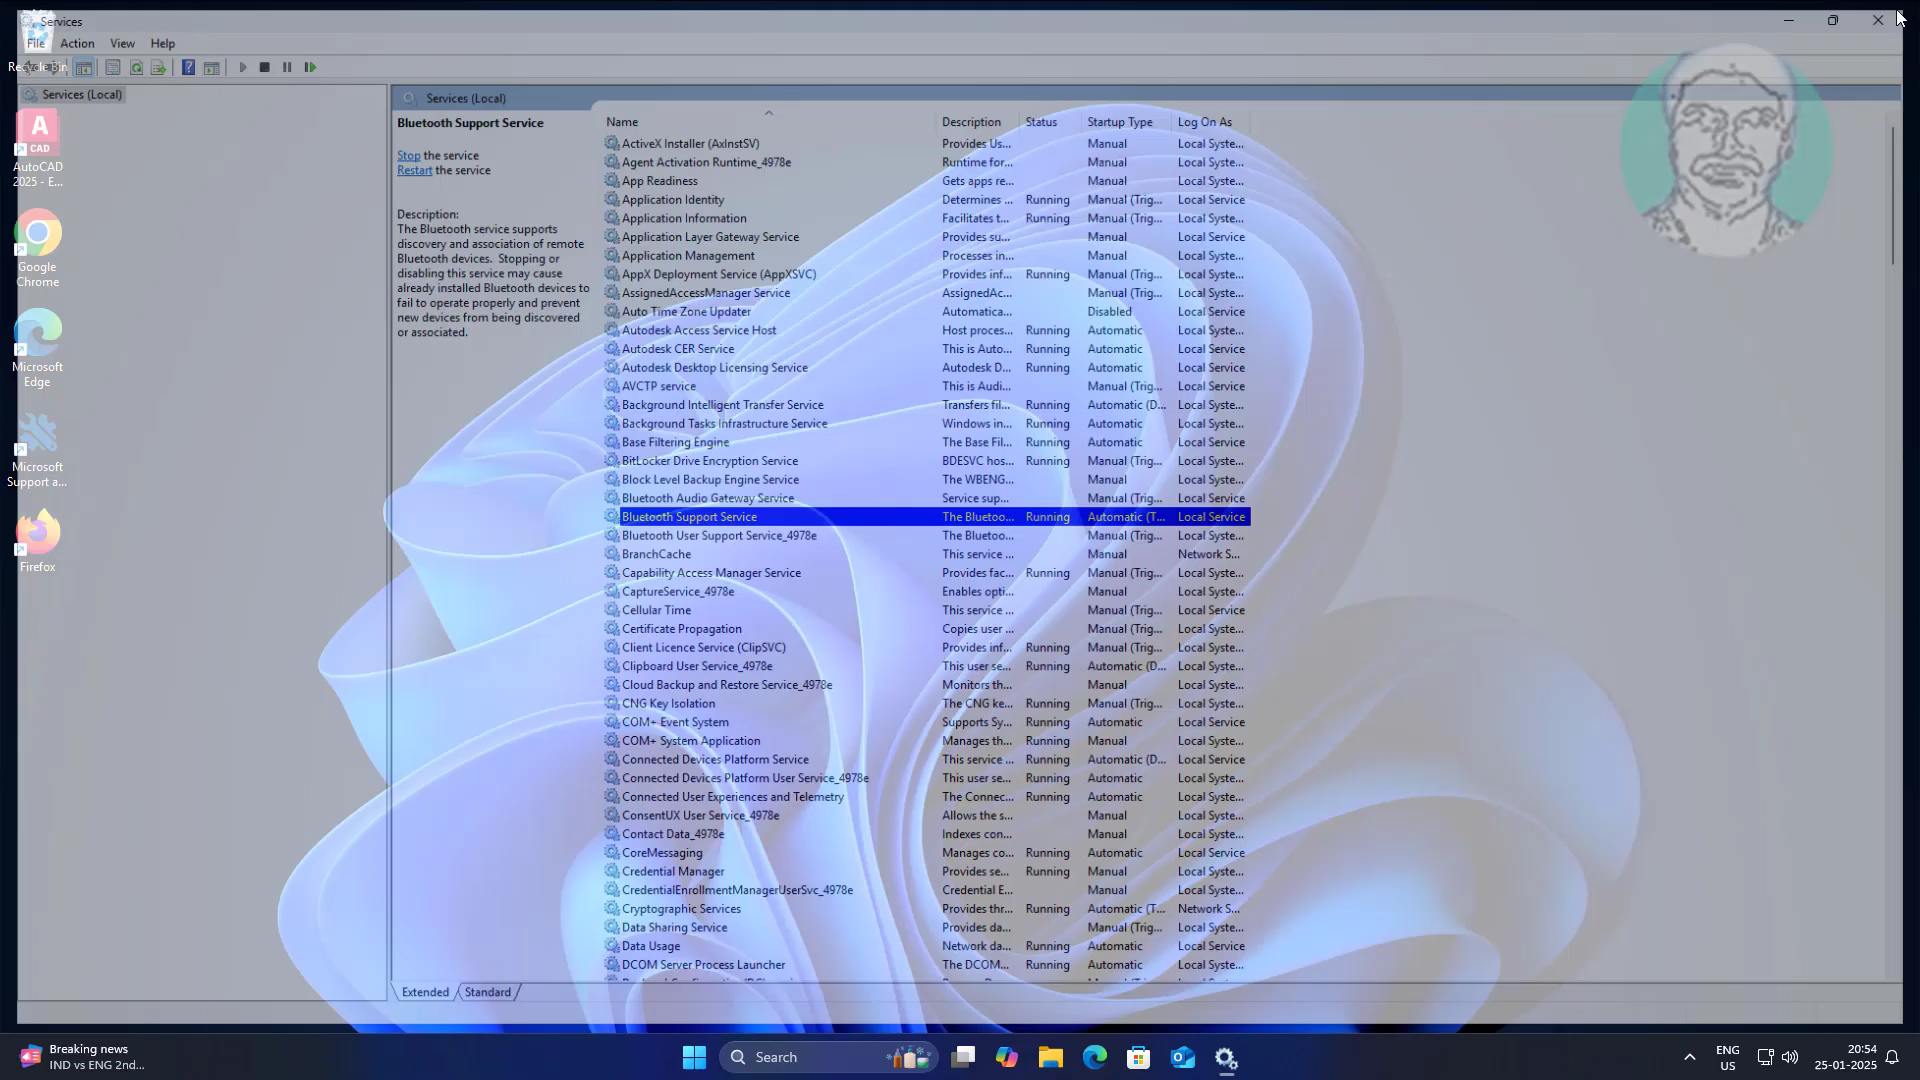 Services
File Action View Help
Recycle Bin
Services (Local)
Services (Local)
Bluetooth Support Service
Stop the service
Restart the service
Description:
The Bluetooth service supports
discovery and association of remote
Bluetooth devices. Stopping or
disabling this service may cause
already installed Bluetooth devices to
fail to operate properly and prevent
new devices from being discovered
or associated.
Name Description Status Startup Type Log On As
ActiveX Installer (AxInstSV) Provides Us... Manual Local Syste...
Agent Activation Runtime_4978e Runtime for... Manual Local Syste...
App Readiness Gets apps re... Manual Local Syste...
Application Identity Determines ... Running Manual (Trig... Local Service
Application Information Facilitates t... Running Manual (Trig... Local Syste...
Application Layer Gateway Service Provides su... Manual Local Service
Application Management Processes in... Manual Local Syste...
AppX Deployment Service (AppXSVC) Provides inf... Running Manual (Trig... Local Syste...
AssignedAccessManager Service AssignedAc... Manual (Trig... Local Syste...
Auto Time Zone Updater Automatica... Disabled Local Service
Autodesk Access Service Host Host proces... Running Automatic Local Syste...
Autodesk CER Service This is Auto... Running Automatic Local Service
Autodesk Desktop Licensing Service Autodesk D... Running Automatic Local Syste...
AVCTP service This is Audi... Manual (Trig... Local Service
Background Intelligent Transfer Service Transfers fil... Running Automatic (D... Local Syste...
Background Tasks Infrastructure Service Windows in... Running Automatic Local Syste...
Base Filtering Engine The Base Fil... Running Automatic Local Service
BitLocker Drive Encryption Service BDESVC hos... Running Manual (Trig... Local Syste...
Block Level Backup Engine Service The WBENG... Manual Local Syste...
Bluetooth Audio Gateway Service Service sup... Manual (Trig... Local Service
Bluetooth Support Service The Bluetoo... Running Automatic (T... Local Service
Bluetooth User Support Service_4978e The Bluetoo... Manual (Trig... Local Syste...
BranchCache This service ... Manual Network S...
Capability Access Manager Service Provides fac... Running Manual (Trig... Local Syste...
CaptureService_4978e Enables opti... Manual Local Syste...
Cellular Time This service ... Manual (Trig... Local Service
Certificate Propagation Copies user ... Manual (Trig... Local Syste...
Client Licence Service (ClipSVC) Provides inf... Running Manual (Trig... Local Syste...
Clipboard User Service_4978e This user se... Running Automatic (D... Local Syste...
Cloud Backup and Restore Service_4978e Monitors th... Manual Local Syste...
CNG Key Isolation The CNG ke... Running Manual (Trig... Local Syste...
COM+ Event System Supports Sy... Running Automatic Local Service
COM+ System Application Manages th... Running Manual Local Syste...
Connected Devices Platform Service This service ... Running Automatic (D... Local Service
Connected Devices Platform User Service_4978e This user se... Running Automatic Local Syste...
Connected User Experiences and Telemetry The Connec... Running Automatic Local Syste...
ConsentUX User Service_4978e Allows the s... Manual Local Syste...
Contact Data_4978e Indexes con... Manual Local Syste...
CoreMessaging Manages co... Running Automatic Local Service
Credential Manager Provides se... Running Manual Local Syste...
CredentialEnrollmentManagerUserSvc_4978e Credential E... Manual Local Syste...
Cryptographic Services Provides thr... Running Automatic (T... Network S...
Data Sharing Service Provides da... Manual (Trig... Local Syste...
Data Usage Network da... Running Automatic Local Service
DCOM Server Process Launcher The DCOM... Running Automatic Local Syste...
Extended Standard
A
CAD
AutoCAD
2025 - E...
Google
Chrome
Microsoft
Edge
Microsoft
Support a...
Firefox
Breaking news
IND vs ENG 2nd...
Search
ENG
US
20:54
25-01-2025